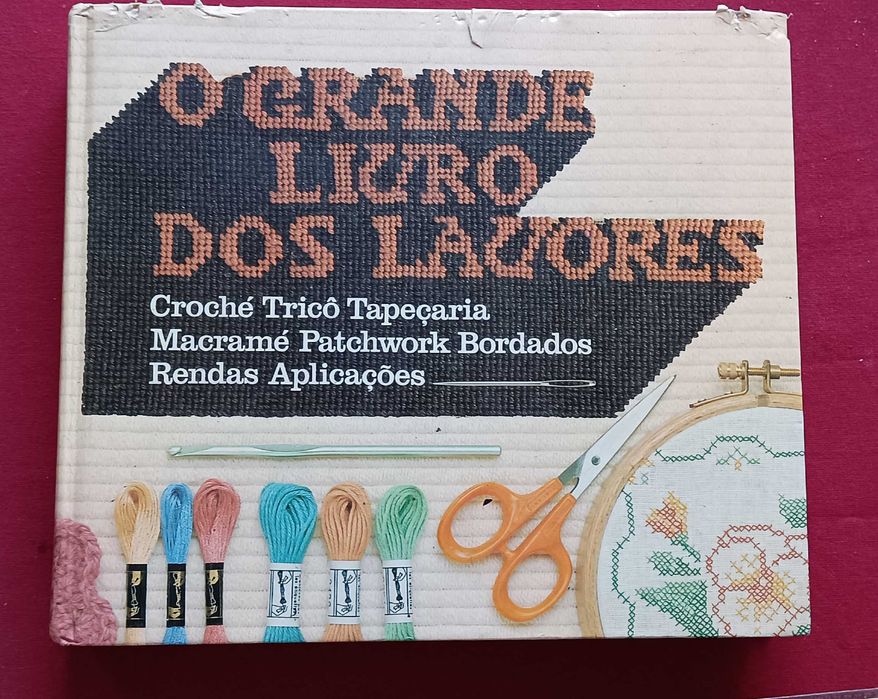 O GRANDE
LIVRO
DOS LAVORES
Croché Tricô Tapeçaria
Macramé Patchwork Bordados
Rendas Aplicações